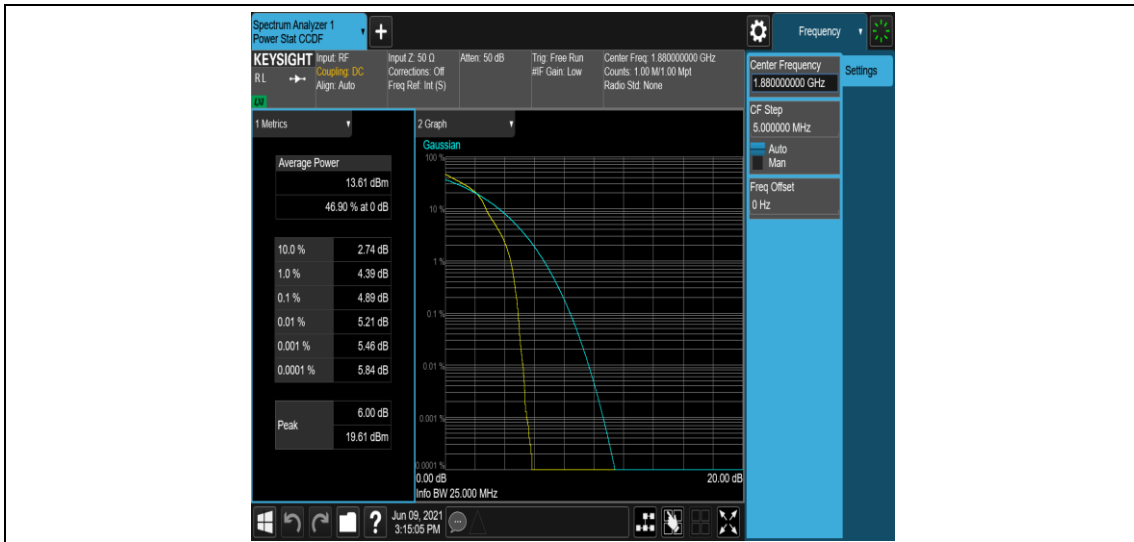 Spectrum Analyzer 1
Power Stat CCDF
+
Frequency
KEYSIGHT
RL
LXI
Input: RF
Coupling: DC
Align: Auto
Input Z: 50 Ω
Corrections: Off
Freq Ref: Int (S)
Atten: 50 dB
Trig: Free Run
#IF Gain: Low
Center Freq: 1.880000000 GHz
Counts: 1.00 M/1.00 Mpt
Radio Std: None
Center Frequency
1.880000000 GHz
Settings
CF Step
5.000000 MHz
Auto
Man
Freq Offset
0 Hz
1 Metrics
Average Power
13.61 dBm
46.90 % at 0 dB
10.0 % 2.74 dB
1.0 % 4.39 dB
0.1 % 4.89 dB
0.01 % 5.21 dB
0.001 % 5.46 dB
0.0001 % 5.84 dB
Peak
6.00 dB
19.61 dBm
2 Graph
Gaussian
100 %
10 %
1 %
0.1 %
0.01 %
0.001 %
0.0001 %
0.00 dB 20.00 dB
Info BW 25.000 MHz
?
Jun 09, 2021
3:15:05 PM